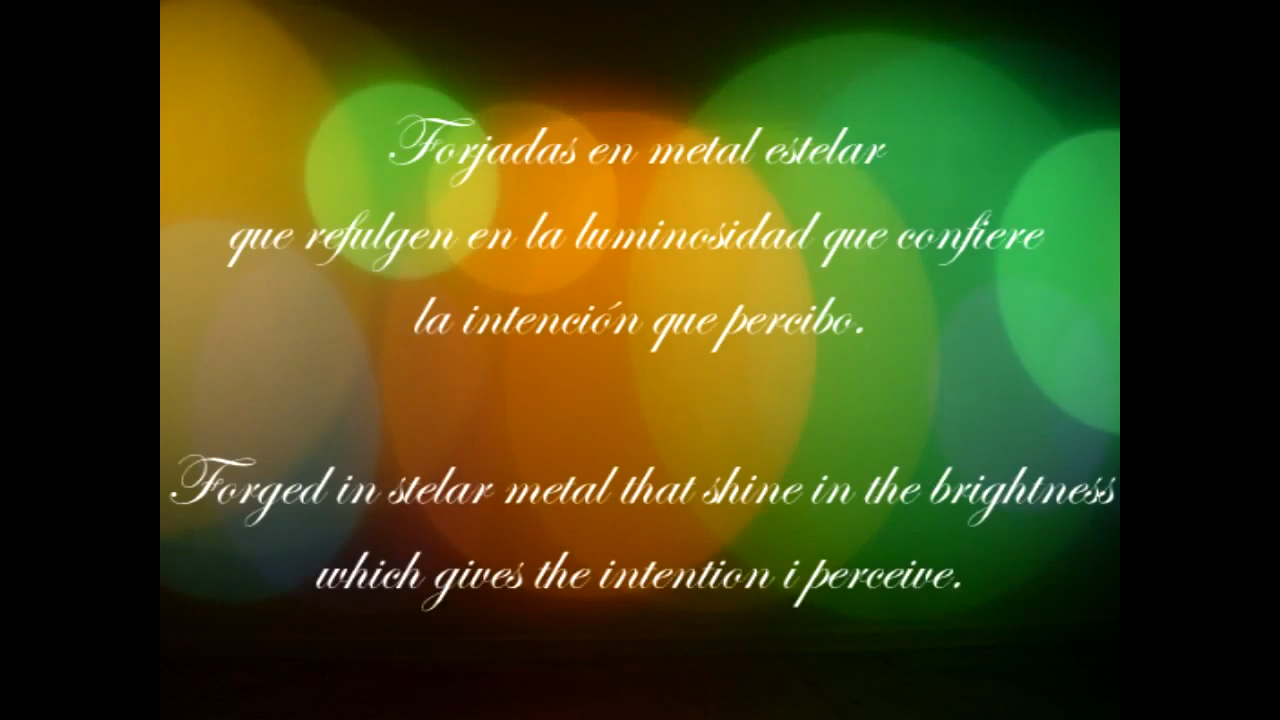 Forjadas en metal estelar
que refulgen en la luminosidad que confiere
la intención que percibo.
Forged in stelar metal that shine in the brightness
which gives the intention i perceive.